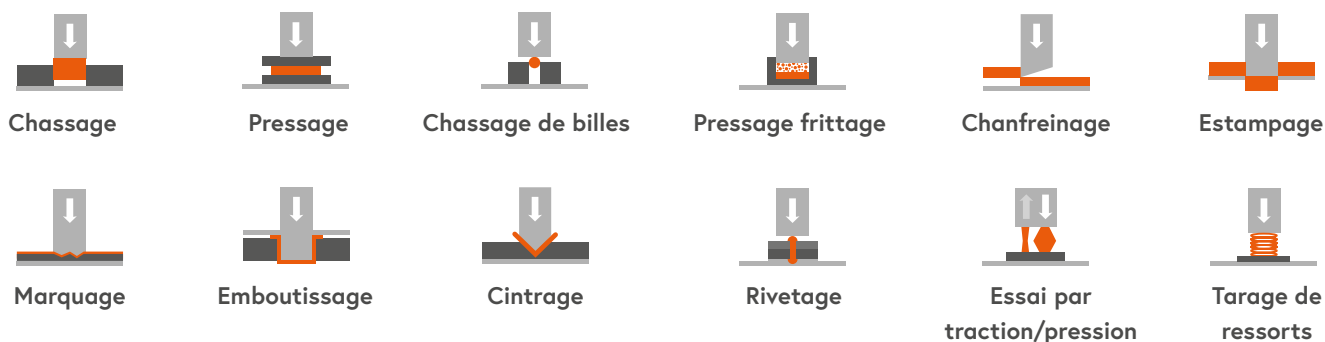 Chassage
Pressage
Chassage de billes
Pressage frittage
Chanfreinage
Estampage
Marquage
Emboutissage
Cintrage
Rivetage
Essai par
traction/pression
Tarage de
ressorts